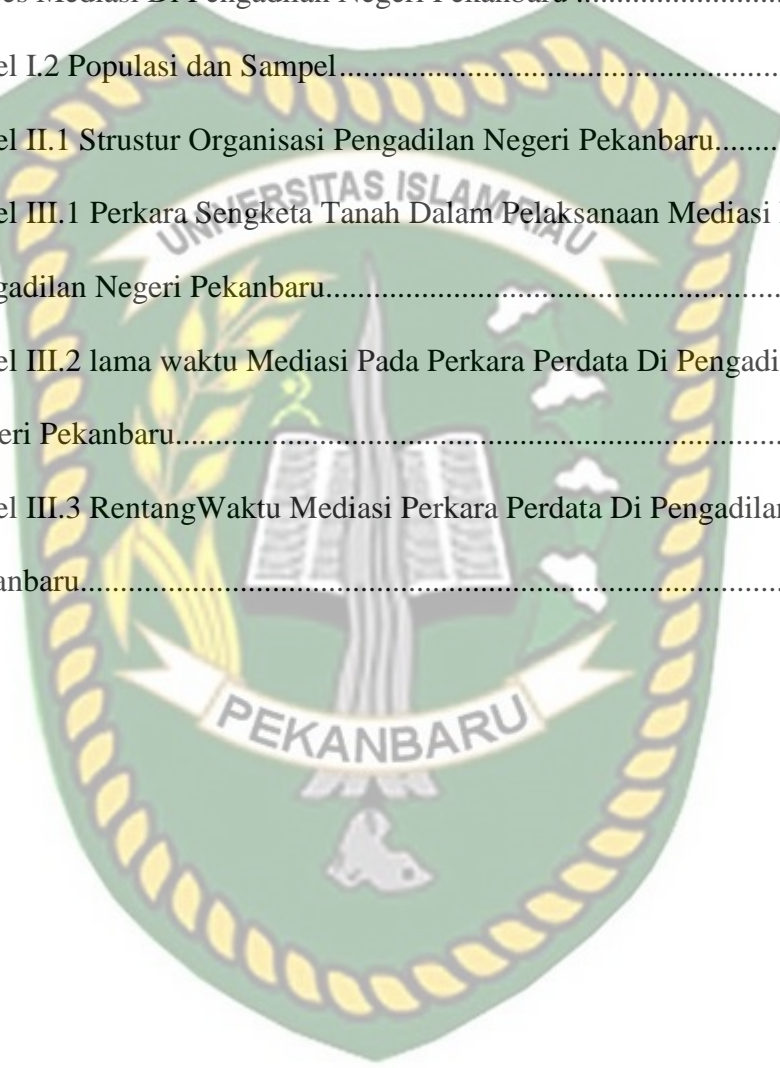 es Mediasi Di Pengadilan Negeri Pekanbaru ..............................
el I.2 Populasi dan Sampel.......................................................
el II.1 Strustur Organisasi Pengadilan Negeri Pekanbaru........
UNIVERSITAS ISLAM RIAU
el III.1 Perkara Sengketa Tanah Dalam Pelaksanaan Mediasi
gadilan Negeri Pekanbaru.........................................................
el III.2 lama waktu Mediasi Pada Perkara Perdata Di Pengadi
eri Pekanbaru............................................................................
el III.3 RentangWaktu Mediasi Perkara Perdata Di Pengadilan
anbaru.......................................................................................
PEKANBARU